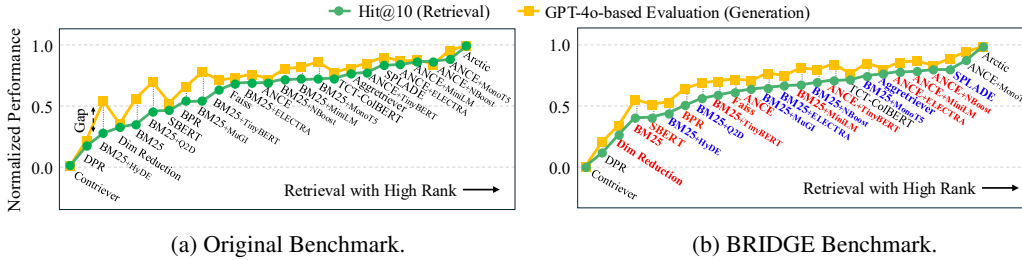 Hit@10 (Retrieval)
GPT-4o-based Evaluation (Generation)
Normalized Performance
1.0
0.5
0.0
Gap
Contriever
DPR
BM25+HyDE
Dim Reduction
BM25
BM25+Q2D
SBERT
BPR
BM25+MuGI
Faiss
BM25+TinyBERT
ANCE
BM25+ELECTRA
BM25+MiniLM
BM25+NBoost
BM25+MonoT5
TCT-ColBERT
Aggretriever
ANCE+TinyBERT
SPLADE
ANCE+ELECTRA
ANCE+MiniLM
ANCE+NBoost
ANCE+MonoT5
Arctic
Retrieval with High Rank
(a) Original Benchmark.
1.0
0.5
0.0
Contriever
DPR
Dim Reduction
BM25
SBERT
BM25+HyDE
BPR
BM25+Q2D
BM25+TinyBERT
Faiss
BM25+MuGI
ANCE
BM25+ELECTRA
BM25+MiniLM
BM25+NBoost
ANCE+TinyBERT
BM25+MonoT5
TCT-ColBERT
Aggretriever
ANCE+ELECTRA
ANCE+MiniLM
ANCE+NBoost
SPLADE
ANCE+MonoT5
Arctic
Retrieval with High Rank
(b) BRIDGE Benchmark.